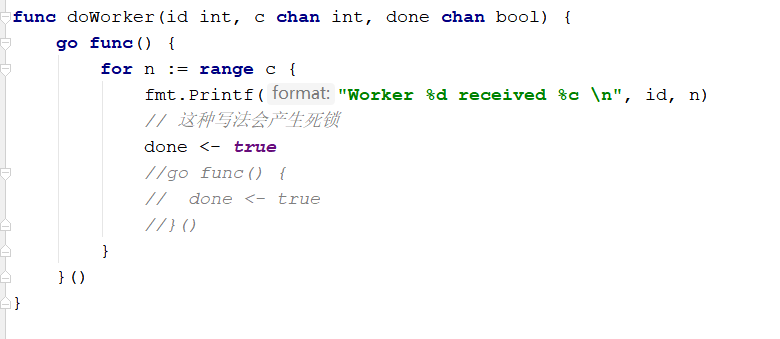 func doWorker(id int, c chan int, done chan bool) {
    go func() {
        for n := range c {
            fmt.Printf( format: "Worker %d received %c \n", id, n)
            // 这种写法会产生死锁
            done <- true
            //go func() {
            //  done <- true
            //}()
        }
    }()
}